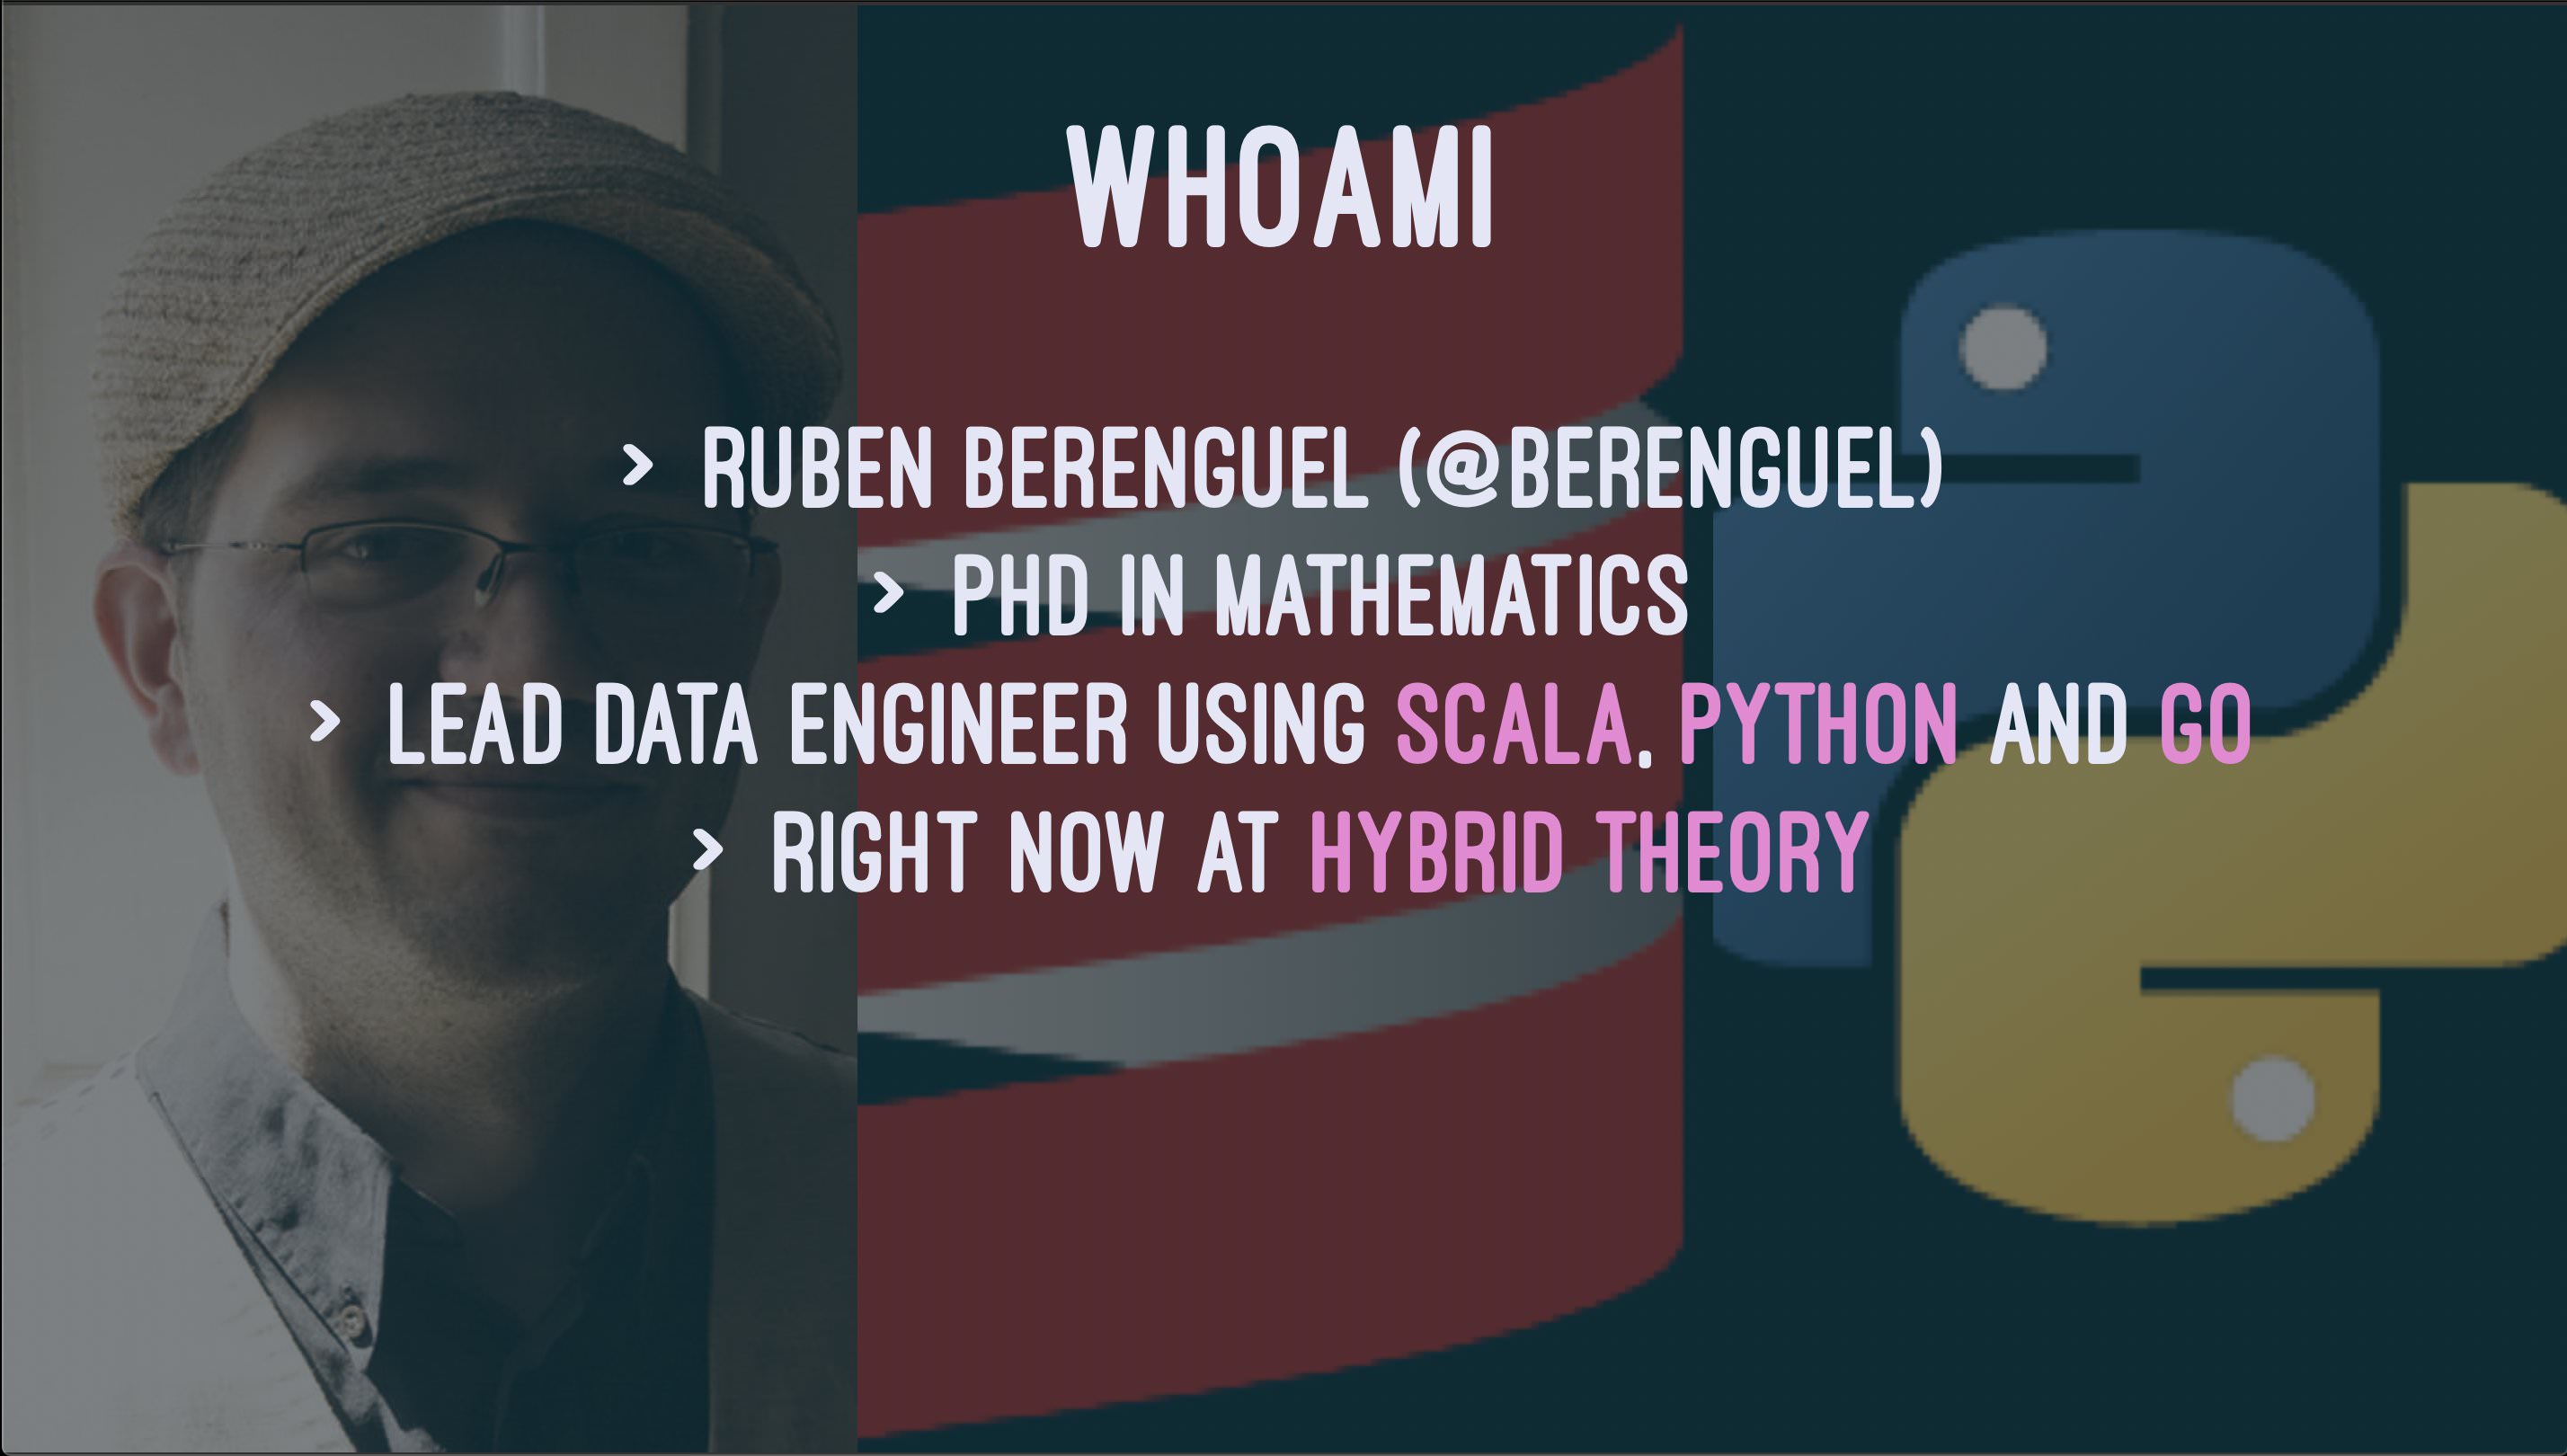 WHOAMI
> RUBEN BERENGUEL (@BERENGUEL)
> PHD IN MATHEMATICS
> LEAD DATA ENGINEER USING SCALA, PYTHON AND GO
> RIGHT NOW AT HYBRID THEORY